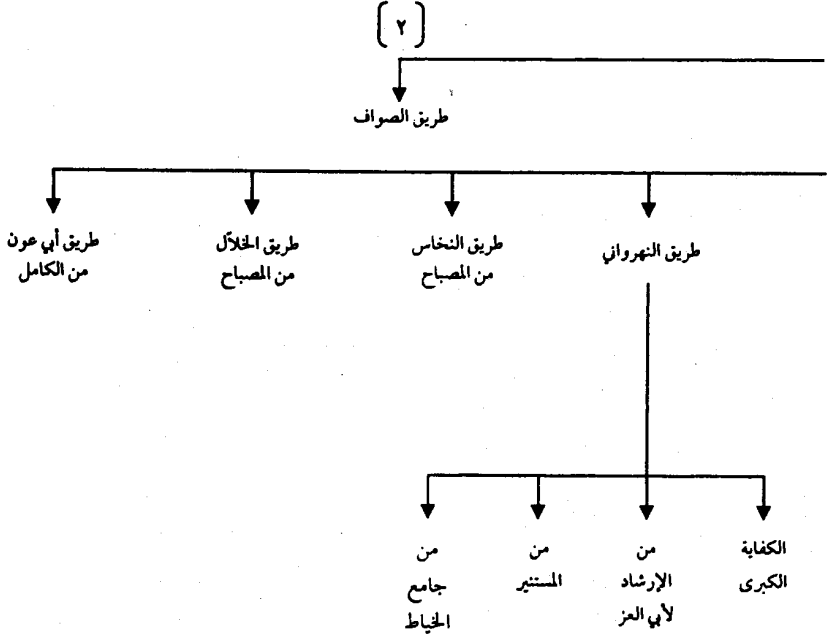 (٢)
طريق الصواف
طريق النهرواني
طريق النخاس
من المصباح
طريق الخلاّل
من المصباح
طريق أبي عون
من الكامل
الكفاية
الكبرى
من
الإرشاد
لأبي العز
من
المستنير
من
جامع
الخياط